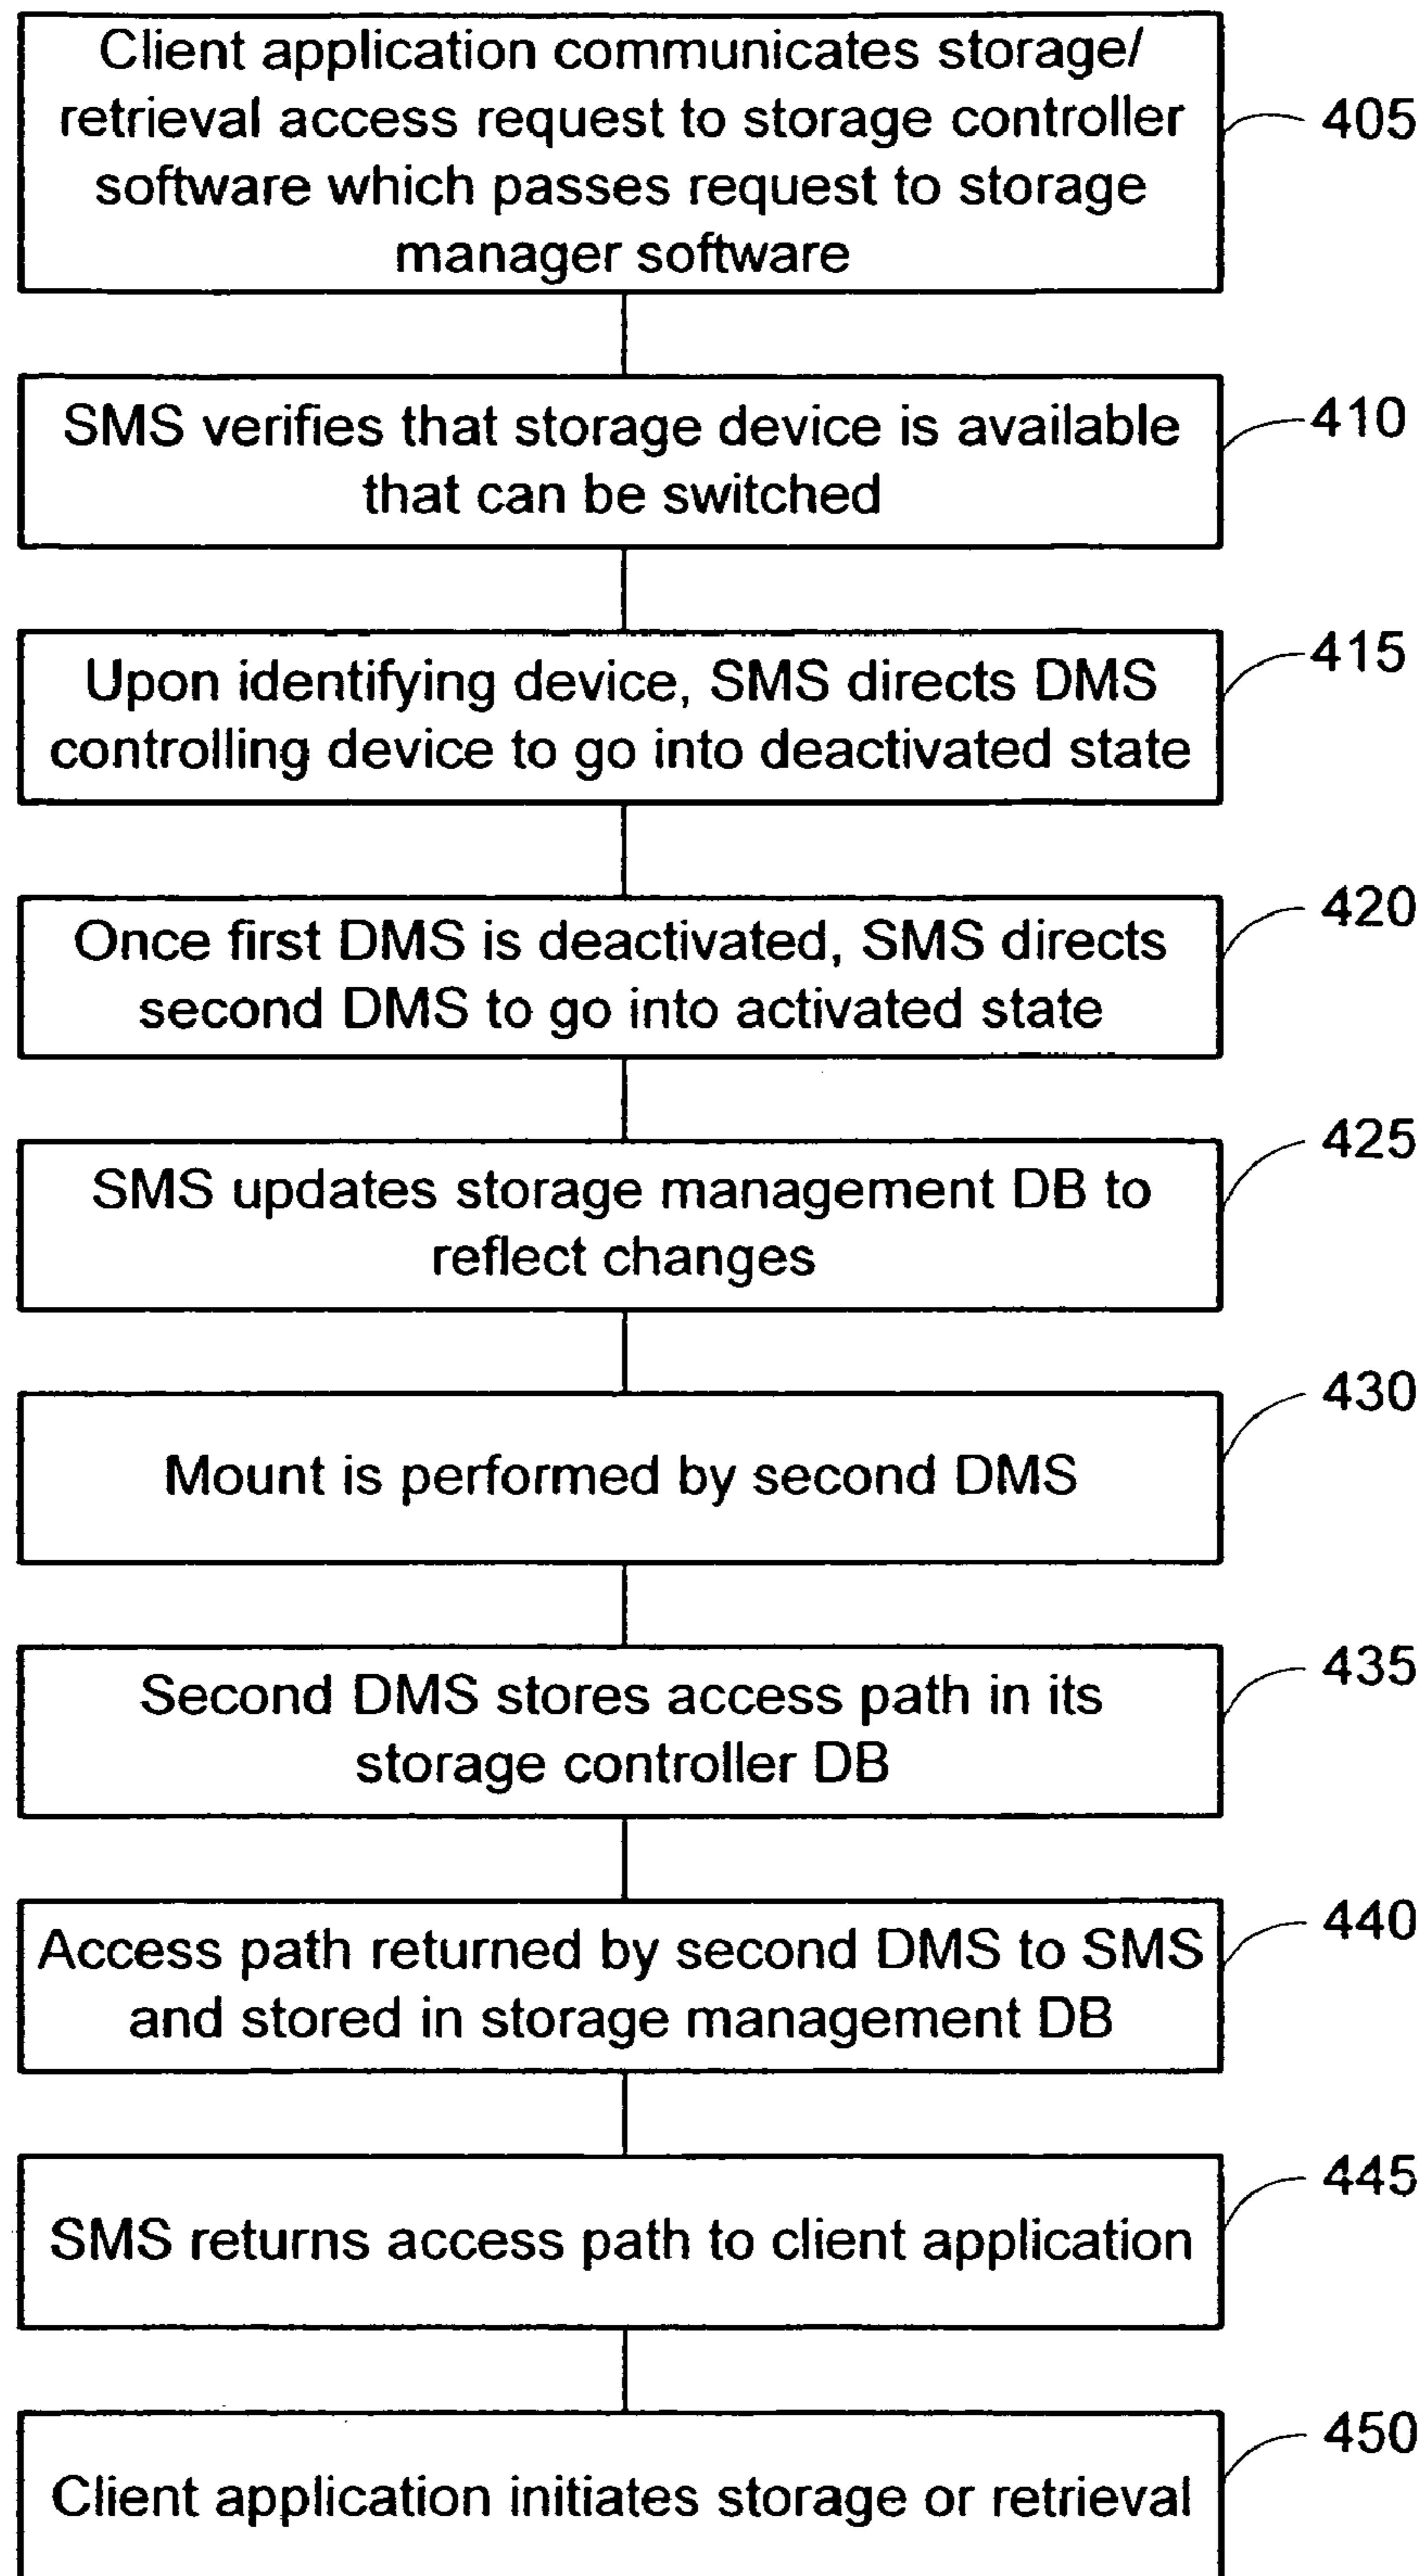 Client application communicates storage/
retrieval access request to storage controller
software which passes request to storage
manager software
405
SMS verifies that storage device is available
that can be switched
410
Upon identifying device, SMS directs DMS
controlling device to go into deactivated state
415
Once first DMS is deactivated, SMS directs
second DMS to go into activated state
420
SMS updates storage management DB to
reflect changes
425
Mount is performed by second DMS
430
Second DMS stores access path in its
storage controller DB
435
Access path returned by second DMS to SMS
and stored in storage management DB
440
SMS returns access path to client application
445
Client application initiates storage or retrieval
450